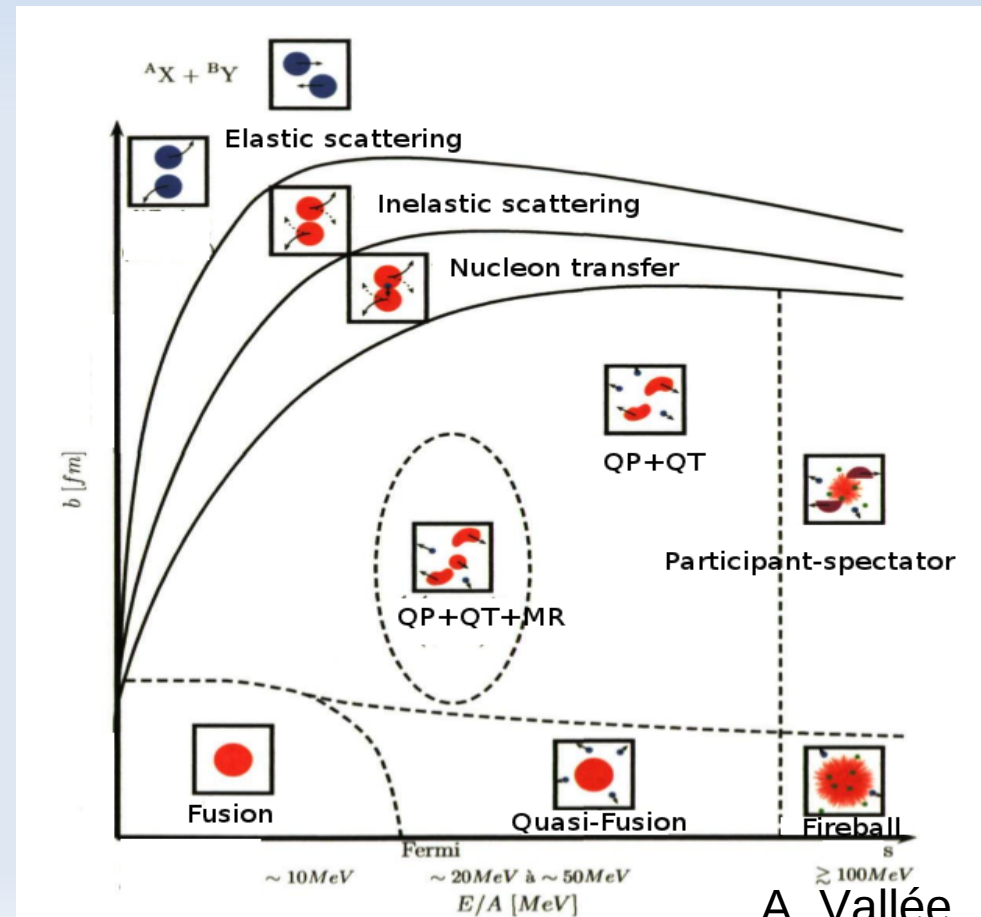 ᴬX + ᴮY
Elastic scattering
Inelastic scattering
Nucleon transfer
QP+QT
b [fm]
Participant-spectator
QP+QT+MR
Fusion
Quasi-Fusion
Fireball
Fermi
s
~ 10MeV
~ 20MeV à ~ 50MeV
≳ 100MeV
E/A [MeV]
A. Vallée